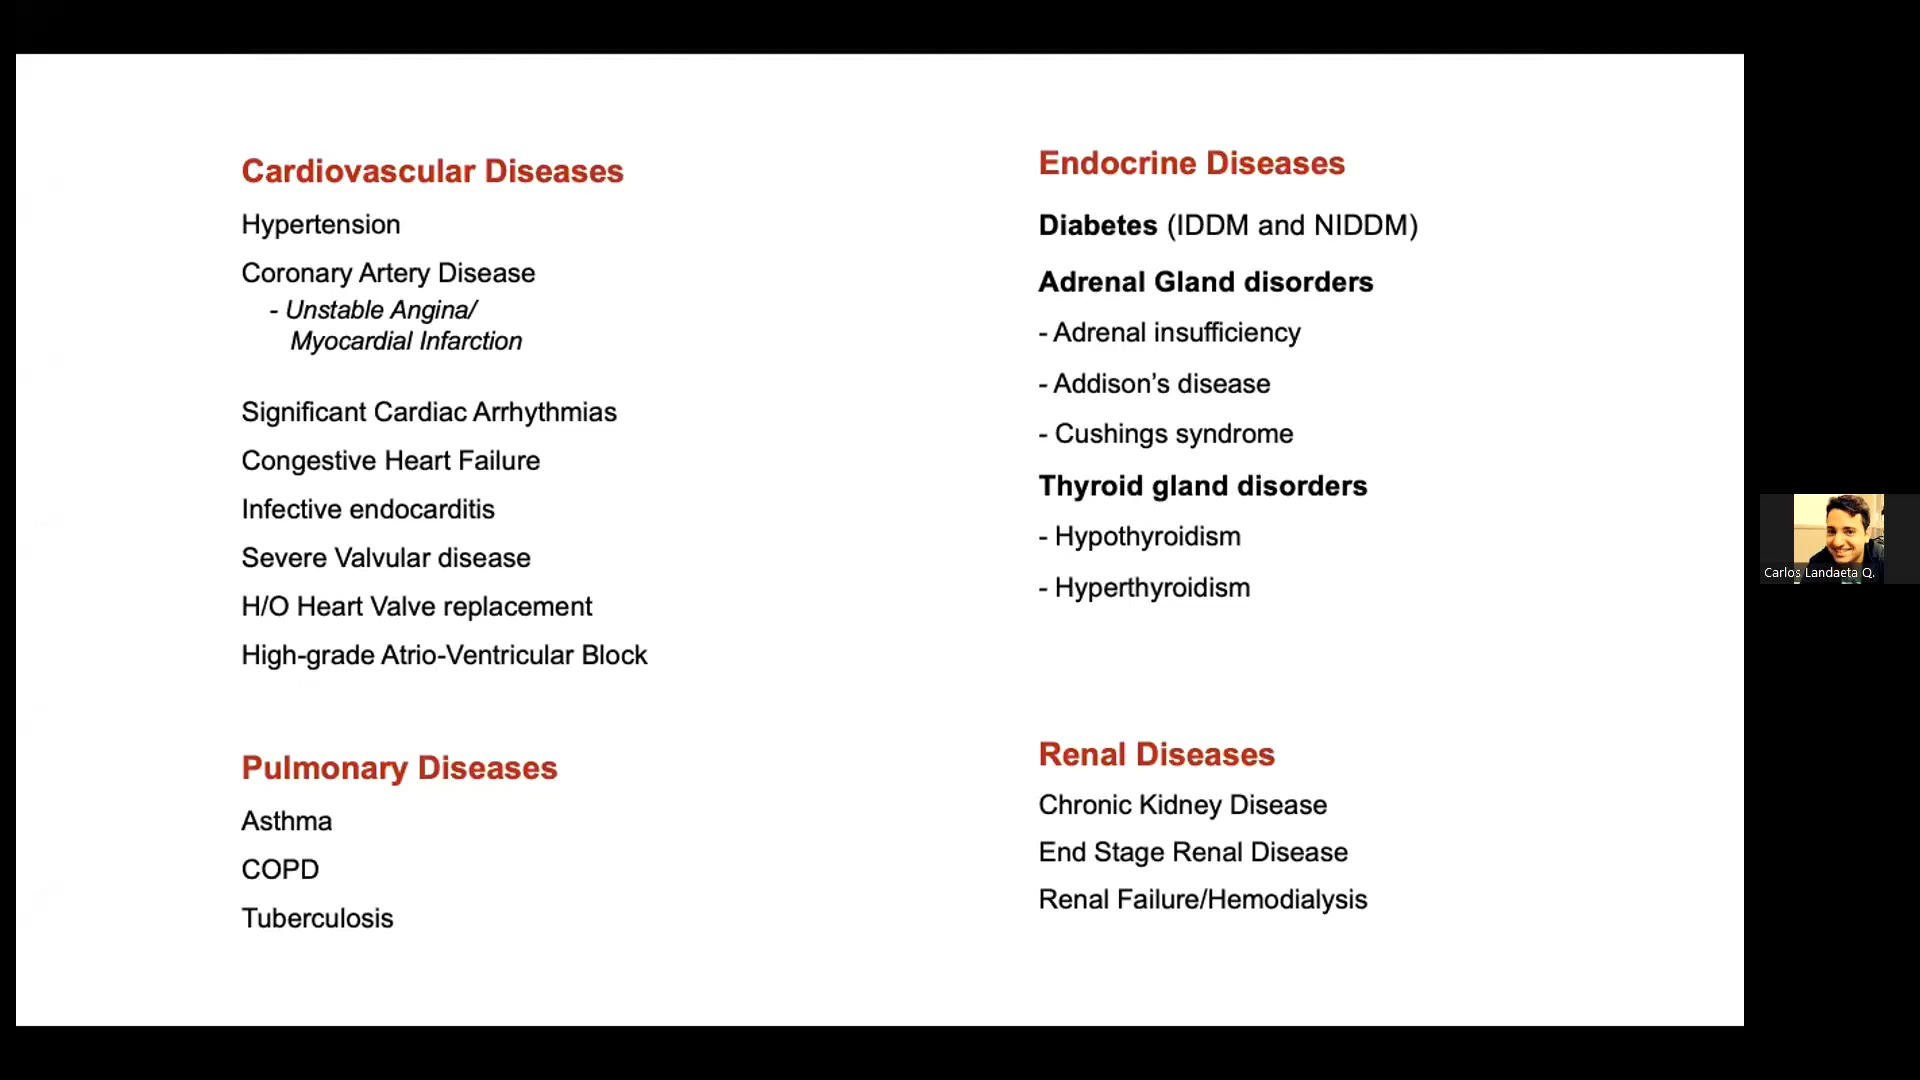 Cardiovascular Diseases
Hypertension
Coronary Artery Disease
- Unstable Angina/
Myocardial Infarction
Significant Cardiac Arrhythmias
Congestive Heart Failure
Infective endocarditis
Severe Valvular disease
H/O Heart Valve replacement
High-grade Atrio-Ventricular Block
Pulmonary Diseases
Asthma
COPD
Tuberculosis
Endocrine Diseases
Diabetes (IDDM and NIDDM)
Adrenal Gland disorders
- Adrenal insufficiency
- Addison’s disease
- Cushings syndrome
Thyroid gland disorders
- Hypothyroidism
- Hyperthyroidism
Renal Diseases
Chronic Kidney Disease
End Stage Renal Disease
Renal Failure/Hemodialysis
Carlos Landaeta Q.